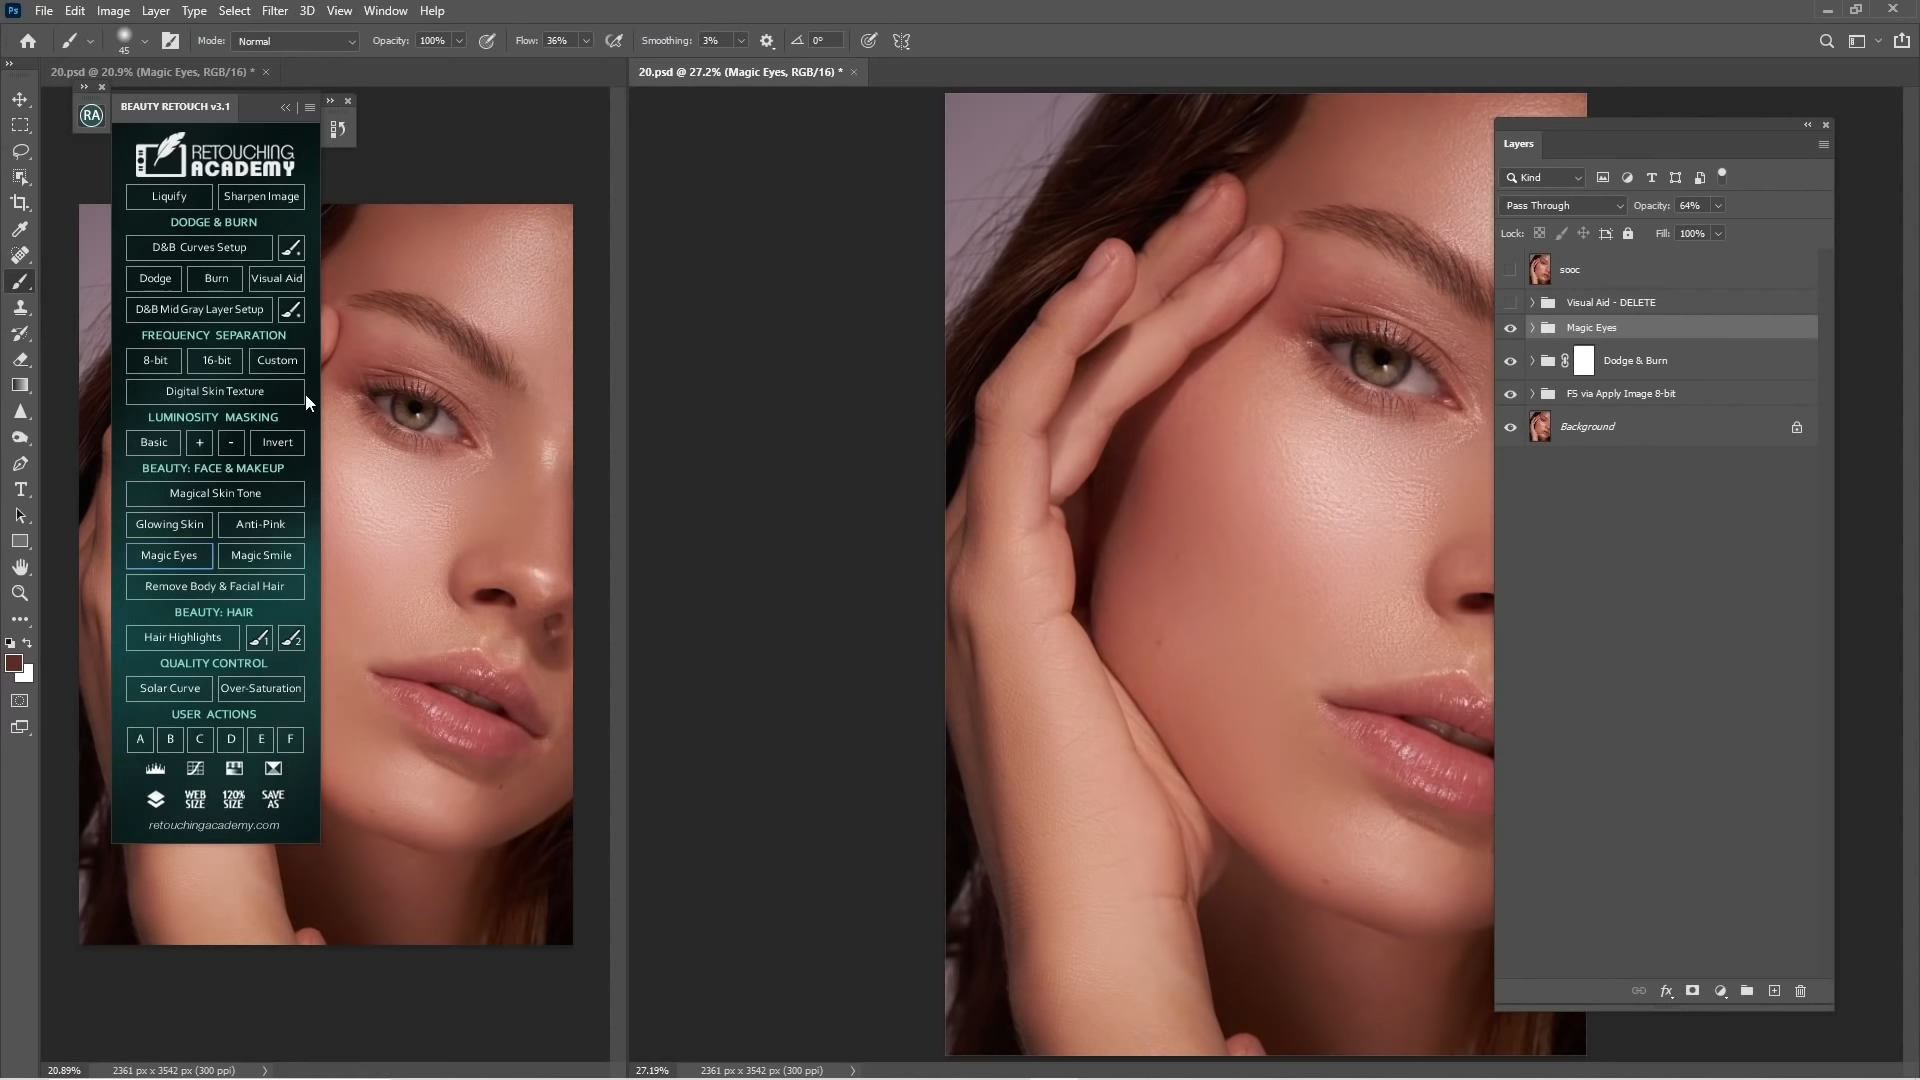 Ps File Edit Image Layer Type Select Filter 3D View Window Help
45 Mode: Normal Opacity: 100% Flow: 36% Smoothing: 3% 0°
20.psd @ 20.9% (Magic Eyes, RGB/16) *
20.psd @ 27.2% (Magic Eyes, RGB/16) *
RA
BEAUTY RETOUCH v3.1
RETOUCHING
ACADEMY
Liquify Sharpen Image
DODGE & BURN
D&B Curves Setup
Dodge Burn Visual Aid
D&B Mid Gray Layer Setup
FREQUENCY SEPARATION
8-bit 16-bit Custom
Digital Skin Texture
LUMINOSITY MASKING
Basic + - Invert
BEAUTY: FACE & MAKEUP
Magical Skin Tone
Glowing Skin Anti-Pink
Magic Eyes Magic Smile
Remove Body & Facial Hair
BEAUTY: HAIR
Hair Highlights 1 2
QUALITY CONTROL
Solar Curve Over-Saturation
USER ACTIONS
A B C D E F
WEB SIZE 120% SIZE SAVE AS
retouchingacademy.com
Layers
Kind
Pass Through Opacity: 64%
Lock: Fill: 100%
sooc
Visual Aid - DELETE
Magic Eyes
Dodge & Burn
FS via Apply Image 8-bit
Background
fx
20.89% 2361 px x 3542 px (300 ppi)
27.19% 2361 px x 3542 px (300 ppi)